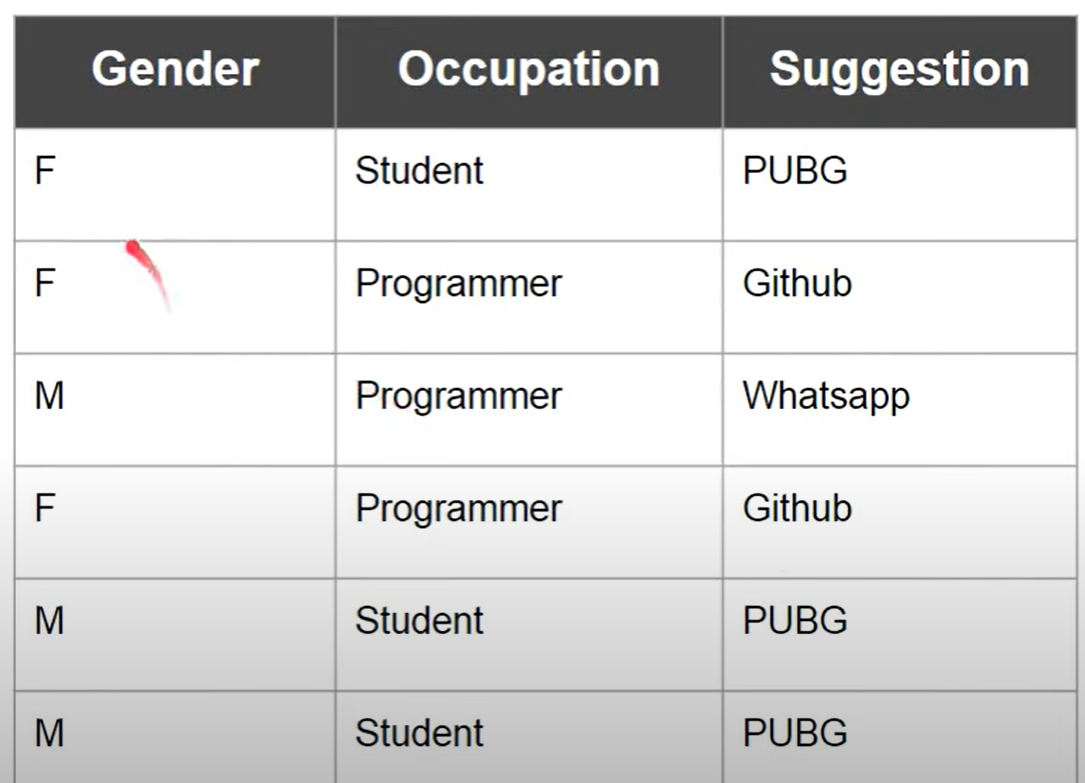 Gender Occupation Suggestion
F Student PUBG
F Programmer Github
M Programmer Whatsapp
F Programmer Github
M Student PUBG
M Student PUBG